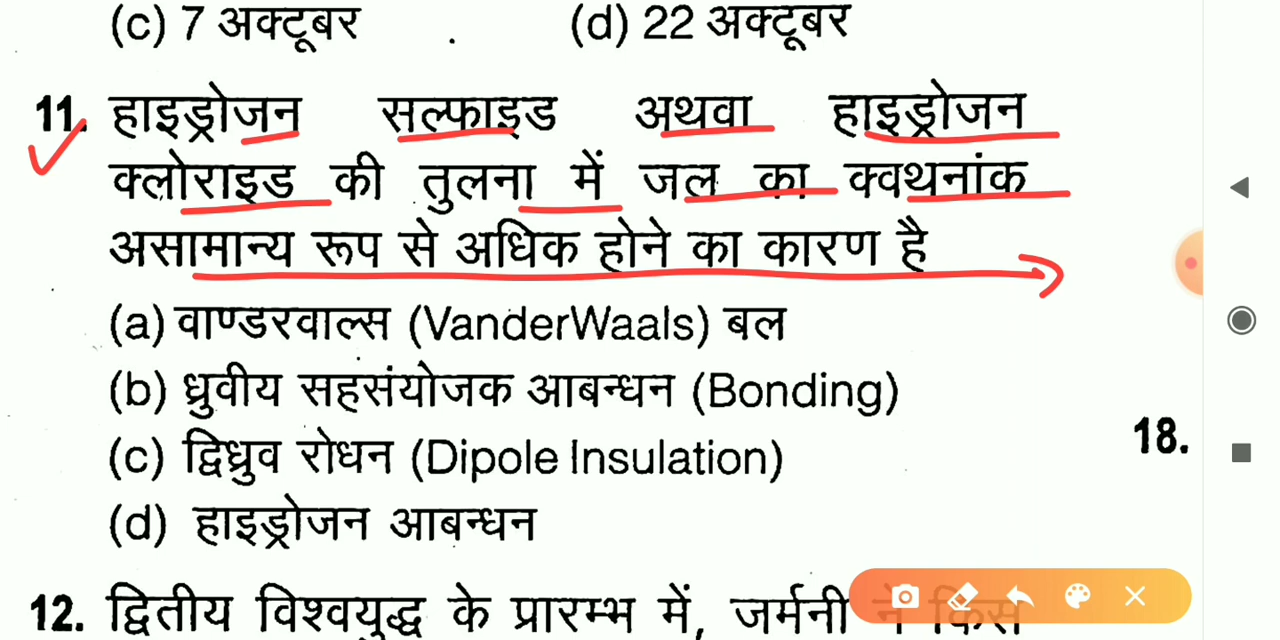 (c) 7 अक्टूबर (d) 22 अक्टूबर
11. हाइड्रोजन सल्फाइड अथवा हाइड्रोजन
क्लोराइड की तुलना में जल का क्वथनांक
असामान्य रूप से अधिक होने का कारण है
(a) वाण्डरवाल्स (VanderWaals) बल
(b) ध्रुवीय सहसंयोजक आबन्धन (Bonding)
(c) द्विध्रुव रोधन (Dipole Insulation)
(d) हाइड्रोजन आबन्धन
18.
12. द्वितीय विश्वयुद्ध के प्रारम्भ में, जर्मनी ने किस